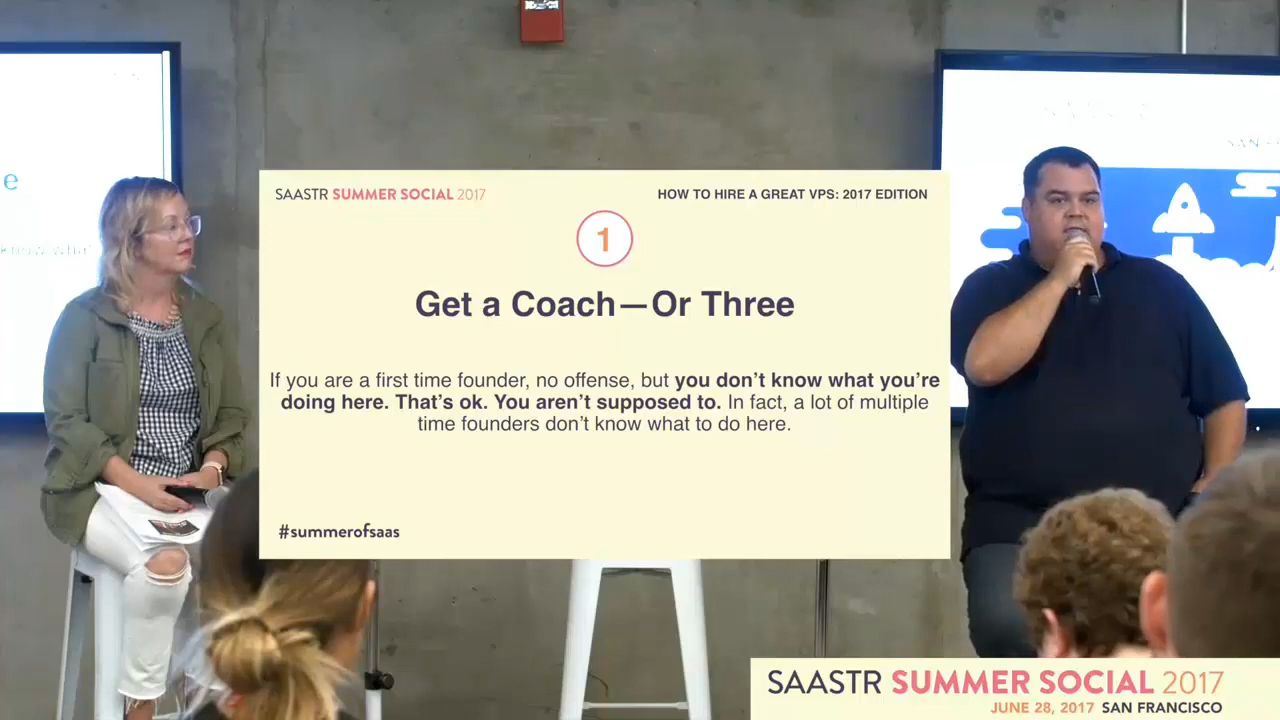 SAASTR SUMMER SOCIAL 2017
HOW TO HIRE A GREAT VPS: 2017 EDITION
1
Get a Coach—Or Three
If you are a first time founder, no offense, but you don't know what you're
doing here. That's ok. You aren't supposed to. In fact, a lot of multiple
time founders don't know what to do here.
#summerofsaas
e
know what
SAASTR SUMMER SOCIAL 2017
JUNE 28, 2017 SAN FRANCISCO